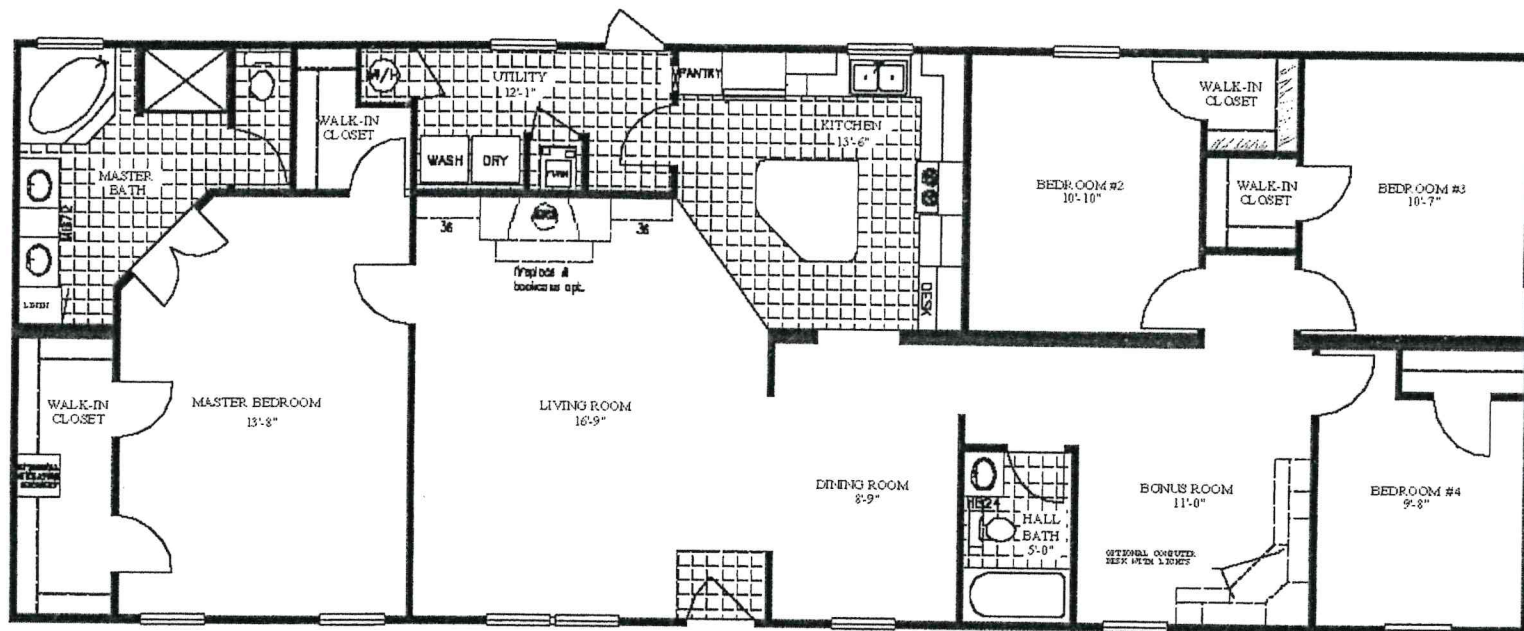 UTILITY
12'-1"
W/H
PANTRY
WALK-IN
CLOSET
WALK-IN
CLOSET
KITCHEN
13'-6"
WASH
DRY
MASTER
BATH
BEDROOM #2
10'-10"
WALK-IN
CLOSET
BEDROOM #3
10'-7"
36
36
fireplace &
bookcase opt.
DESK
LINEN
WALK-IN
CLOSET
MASTER BEDROOM
13'-8"
LIVING ROOM
16'-9"
DINING ROOM
8'-9"
BONUS ROOM
11'-0"
BEDROOM #4
9'-8"
HALL
BATH
5'-0"
OPTIONAL COMPUTER
DESK WITH LIGHTS